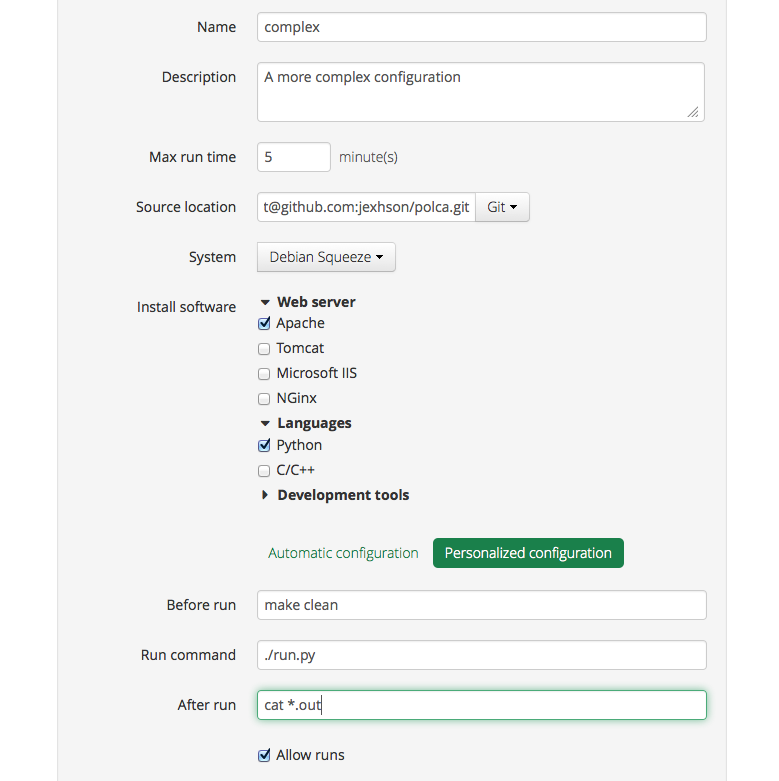 Name complex
Description A more complex configuration
Max run time 5 minute(s)
Source location t@github.com:jexhson/polca.git Git
System Debian Squeeze
Install software Web server
Apache
Tomcat
Microsoft IIS
NGinx
Languages
Python
C/C++
Development tools
Automatic configuration Personalized configuration
Before run make clean
Run command ./run.py
After run cat *.out
Allow runs